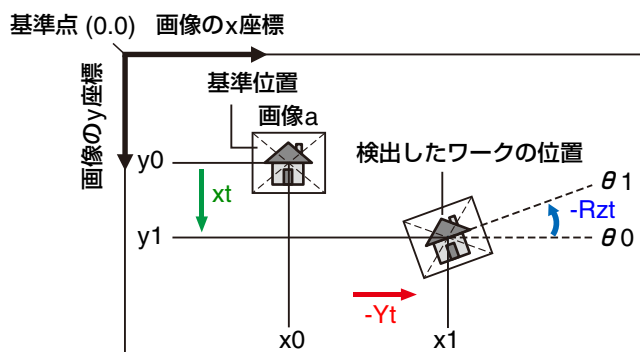 基準点 (0.0) 画像のx座標
画像のy座標
基準位置
画像a
y0
検出したワークの位置
xt
θ1
-Rzt
y1
θ0
-Yt
x0
x1